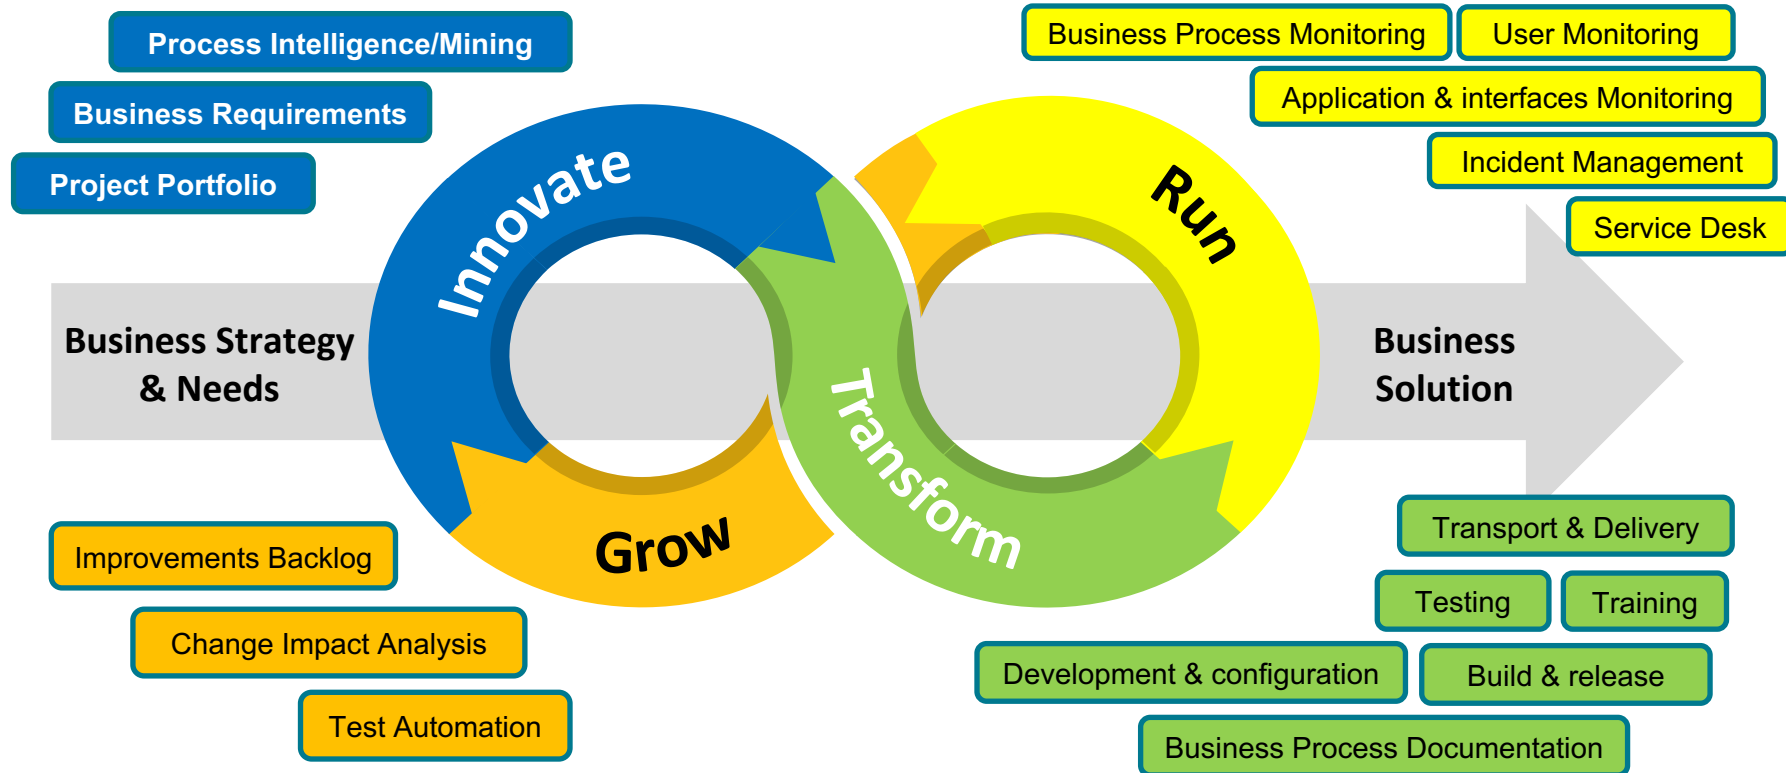 Process Intelligence/Mining
Business Requirements
Project Portfolio
Business Process Monitoring
User Monitoring
Application & interfaces Monitoring
Incident Management
Service Desk
Innovate
Run
Business Strategy
& Needs
Business
Solution
Transform
Grow
Improvements Backlog
Change Impact Analysis
Test Automation
Transport & Delivery
Testing
Training
Development & configuration
Build & release
Business Process Documentation